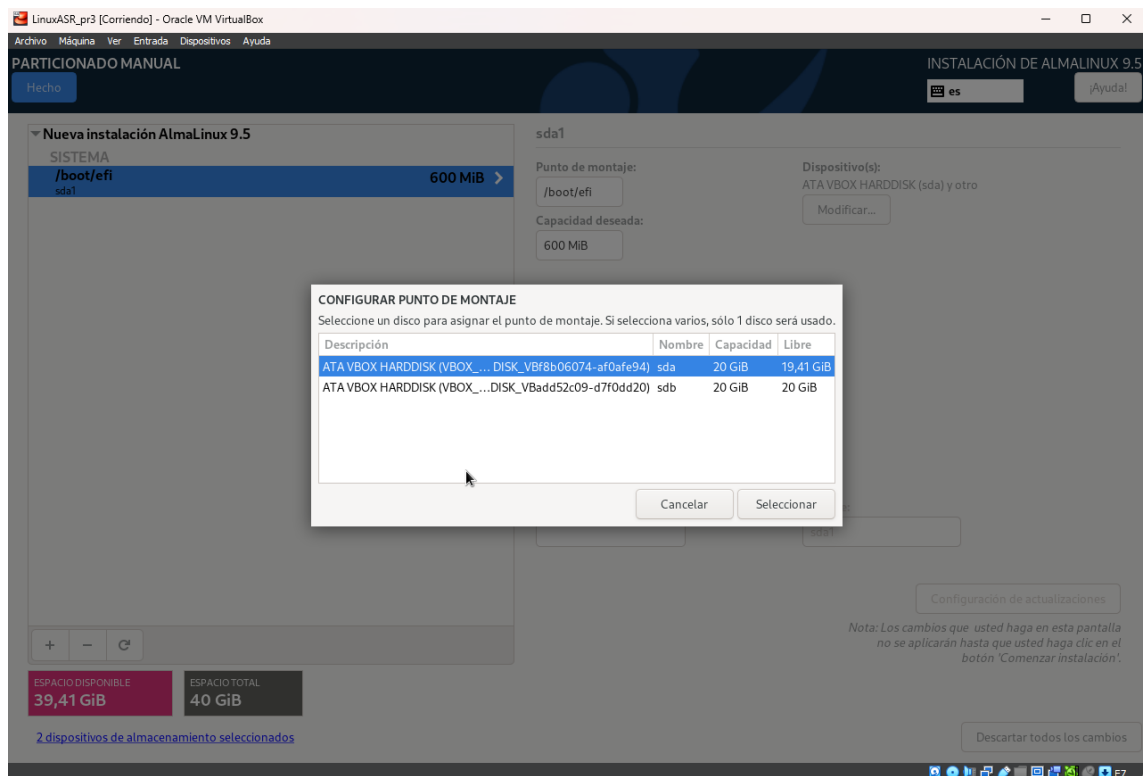 LinuxASR_pr3 [Corriendo] - Oracle VM VirtualBox
Archivo Máquina Ver Entrada Dispositivos Ayuda
PARTICIONADO MANUAL
INSTALACIÓN DE ALMALINUX 9.5
Hecho
es
¡Ayuda!
Nueva instalación AlmaLinux 9.5
SISTEMA
/boot/efi
600 MiB
sda1
sda1
Punto de montaje:
/boot/efi
Capacidad deseada:
600 MiB
Dispositivo(s):
ATA VBOX HARDDISK (sda) y otro
Modificar...
CONFIGURAR PUNTO DE MONTAJE
Seleccione un disco para asignar el punto de montaje. Si selecciona varios, sólo 1 disco será usado.
Descripción Nombre Capacidad Libre
ATA VBOX HARDDISK (VBOX_... DISK_VBf8b06074-af0afe94) sda 20 GiB 19,41 GiB
ATA VBOX HARDDISK (VBOX_...DISK_VBadd52c09-d7f0dd20) sdb 20 GiB 20 GiB
Cancelar Seleccionar
sda1
Configuración de actualizaciones
Nota: Los cambios que usted haga en esta pantalla
no se aplicarán hasta que usted haga clic en el
botón 'Comenzar instalación'.
+ − 
ESPACIO DISPONIBLE
39,41 GiB
ESPACIO TOTAL
40 GiB
2 dispositivos de almacenamiento seleccionados
Descartar todos los cambios